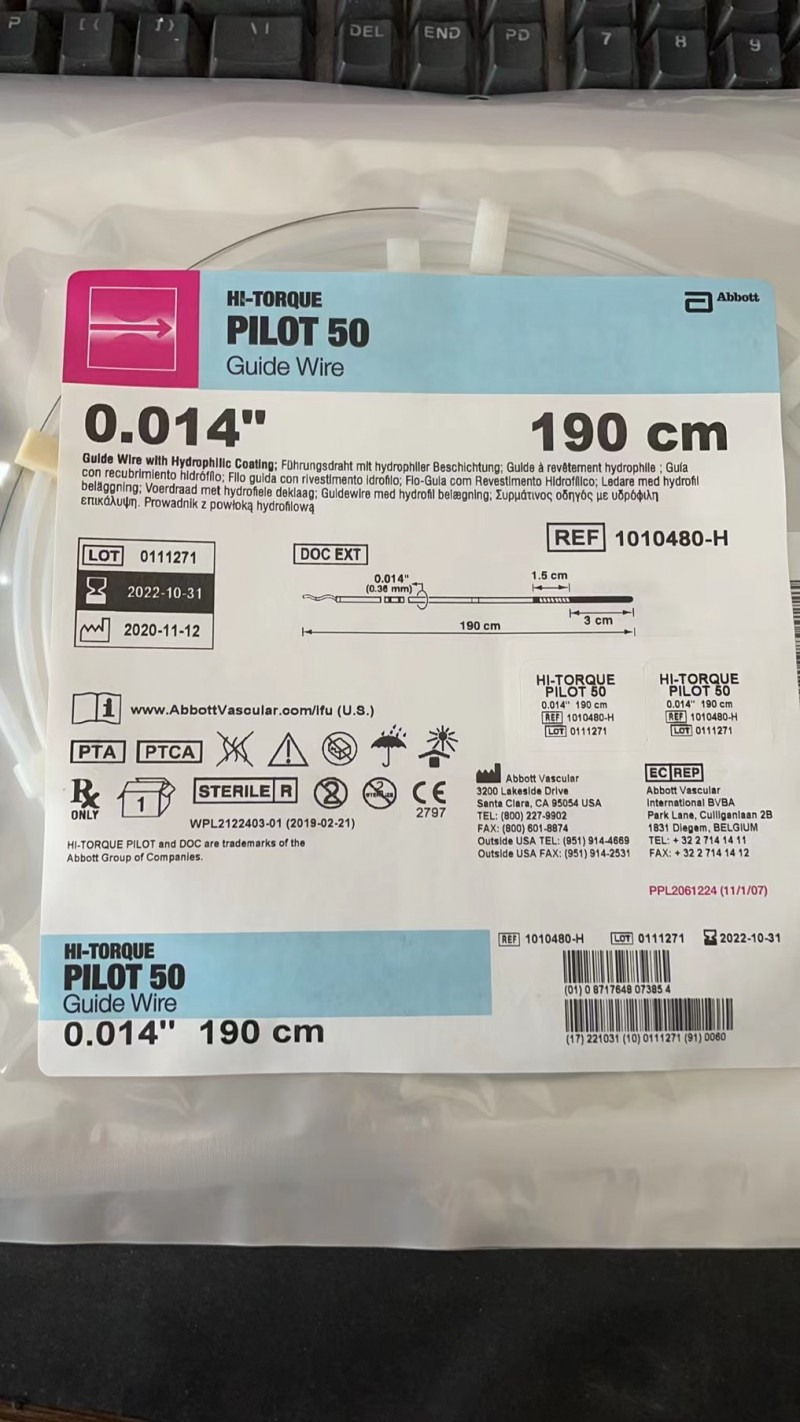 P
DEL
END
PD
7
8
9
HI-TORQUE
PILOT 50
Guide Wire
Abbott
0.014"
190 cm
Guide Wire with Hydrophilic Coating; Führungsdraht mit hydrophiler Beschichtung; Guide à revêtement hydrophile ; Guía
con recubrimiento hidrófilo; Filo guida con rivestimento idrofilo; Fio-Guia com Revestimento Hidrofílico; Ledare med hydrofil
beläggning; Voerdraad met hydrofiele deklaag; Guidewire med hydrofil belægning; Συρμάτινος οδηγός με υδρόφιλη
επικάλυψη. Prowadnik z powłoką hydrofilową
REF 1010480-H
LOT 0111271
2022-10-31
2020-11-12
DOC EXT
0.014"
(0.36 mm)
1.5 cm
3 cm
190 cm
HI-TORQUE
PILOT 50
0.014" 190 cm
REF 1010480-H
LOT 0111271
HI-TORQUE
PILOT 50
0.014" 190 cm
REF 1010480-H
LOT 0111271
i www.AbbottVascular.com/ifu (U.S.)
PTA PTCA
Rx
ONLY
1
STERILE R
2
CE
2797
WPL2122403-01 (2019-02-21)
HI-TORQUE PILOT and DOC are trademarks of the
Abbott Group of Companies.
Abbott Vascular
3200 Lakeside Drive
Santa Clara, CA 95054 USA
TEL: (800) 227-9902
FAX: (800) 601-8874
Outside USA TEL: (951) 914-4669
Outside USA FAX: (951) 914-2531
EC REP
Abbott Vascular
International BVBA
Park Lane, Culliganlaan 2B
1831 Diegem, BELGIUM
TEL: + 32 2 714 14 11
FAX: + 32 2 714 14 12
PPL2061224 (11/1/07)
HI-TORQUE
PILOT 50
Guide Wire
0.014" 190 cm
REF 1010480-H LOT 0111271 2022-10-31
(01) 0 8717648 07385 4
(17) 221031 (10) 0111271 (91) 0060